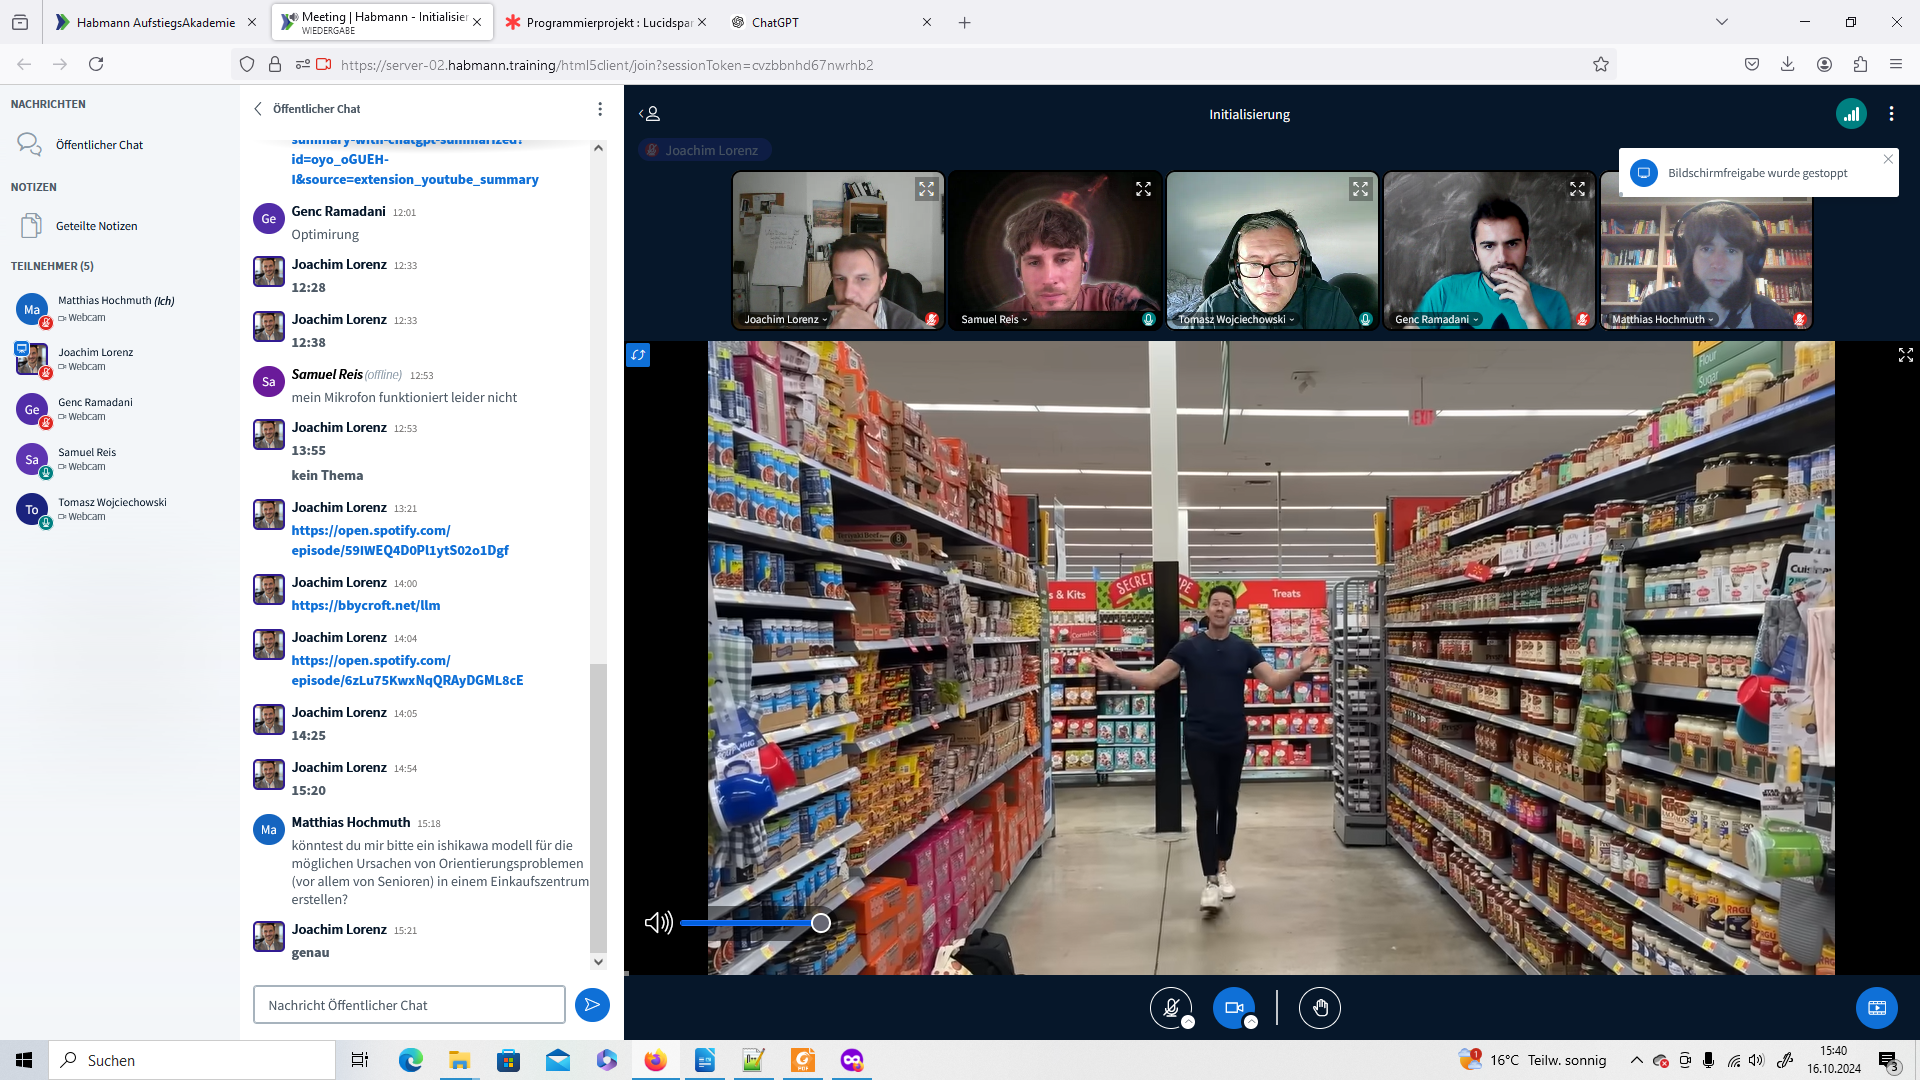 Habmann AufstiegsAkademie
Meeting | Habmann - Initialisier
WIEDERGABE
Programmierprojekt : Lucidspar
ChatGPT
https://server-02.habmann.training/html5client/join?sessionToken=cvzbbnhd67nwrhb2
NACHRICHTEN
Öffentlicher Chat
NOTIZEN
Geteilte Notizen
TEILNEHMER (5)
Ma
Matthias Hochmuth (Ich)
Webcam
Joachim Lorenz
Webcam
Ge
Genc Ramadani
Webcam
Sa
Samuel Reis
Webcam
To
Tomasz Wojciechowski
Webcam
Öffentlicher Chat
summary-with-chatgpt-summarized?
id=oyo_oGUEH-
I&source=extension_youtube_summary
Ge
Genc Ramadani 12:01
Optimirung
Joachim Lorenz 12:33
12:28
Joachim Lorenz 12:33
12:38
Sa
Samuel Reis (offline) 12:53
mein Mikrofon funktioniert leider nicht
Joachim Lorenz 12:53
13:55
kein Thema
Joachim Lorenz 13:21
https://open.spotify.com/
episode/59IWEQ4D0Pl1ytS02o1Dgf
Joachim Lorenz 14:00
https://bbycroft.net/llm
Joachim Lorenz 14:04
https://open.spotify.com/
episode/6zLu75KwxNqQRAyDGML8cE
Joachim Lorenz 14:05
14:25
Joachim Lorenz 14:54
15:20
Ma
Matthias Hochmuth 15:18
könntest du mir bitte ein ishikawa modell für die
möglichen Ursachen von Orientierungsproblemen
(vor allem von Senioren) in einem Einkaufszentrum
erstellen?
Joachim Lorenz 15:21
genau
Nachricht Öffentlicher Chat
Initialisierung
Joachim Lorenz
Bildschirmfreigabe wurde gestoppt
Joachim Lorenz
Samuel Reis
Tomasz Wojciechowski
Genc Ramadani
Matthias Hochmuth
Flour
Sugar
EXIT
SECRET
s & Kits
Treats
Suchen
16°C Teilw. sonnig
15:40
16.10.2024
1
3